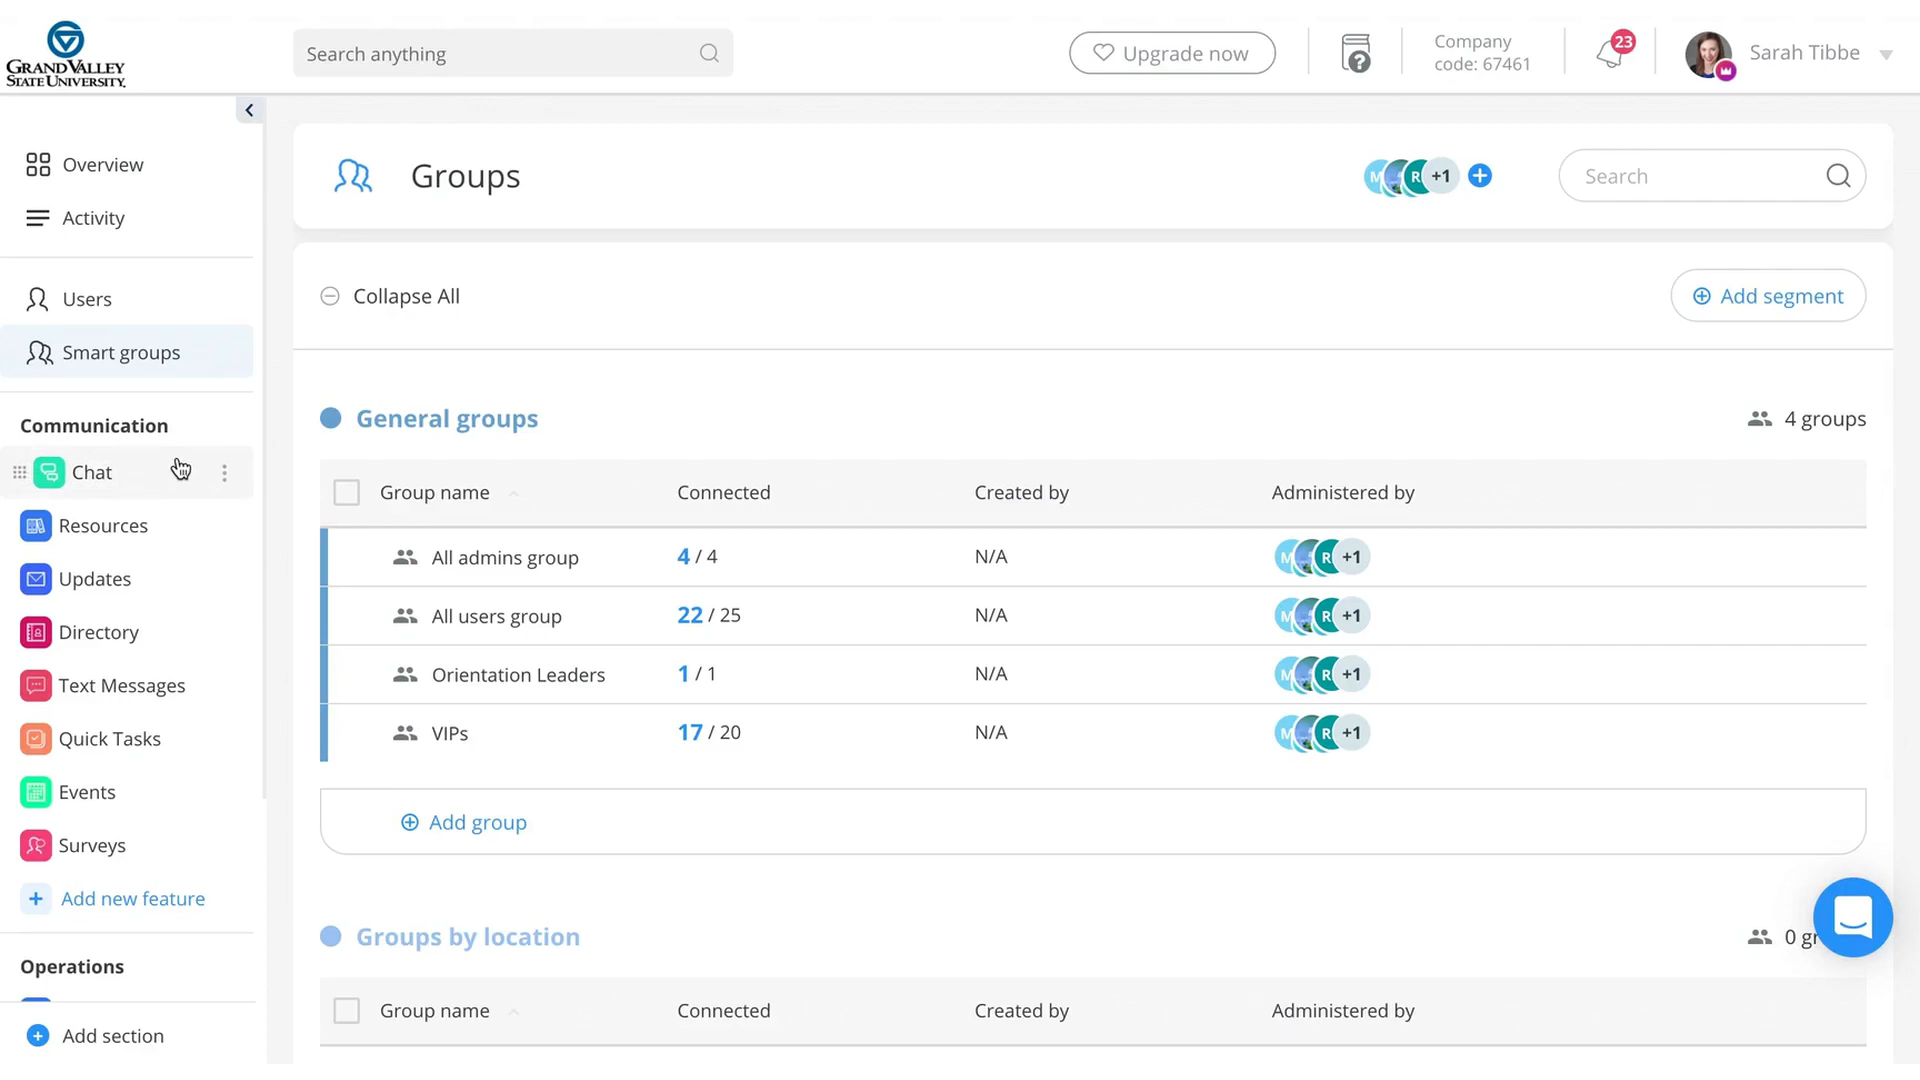 GRAND VALLEY
STATE UNIVERSITY.
Search anything
Upgrade now
?
Company
code: 67461
23
Sarah Tibbe
Overview
Activity
Users
Smart groups
Communication
Chat
Resources
Updates
Directory
Text Messages
Quick Tasks
Events
Surveys
Add new feature
Operations
Add section
Groups
M R +1
Search
Collapse All
Add segment
General groups
4 groups
Group name Connected Created by Administered by
All admins group 4 / 4 N/A M R +1
All users group 22 / 25 N/A M R +1
Orientation Leaders 1 / 1 N/A M R +1
VIPs 17 / 20 N/A M R +1
Add group
Groups by location
0 gr
Group name Connected Created by Administered by